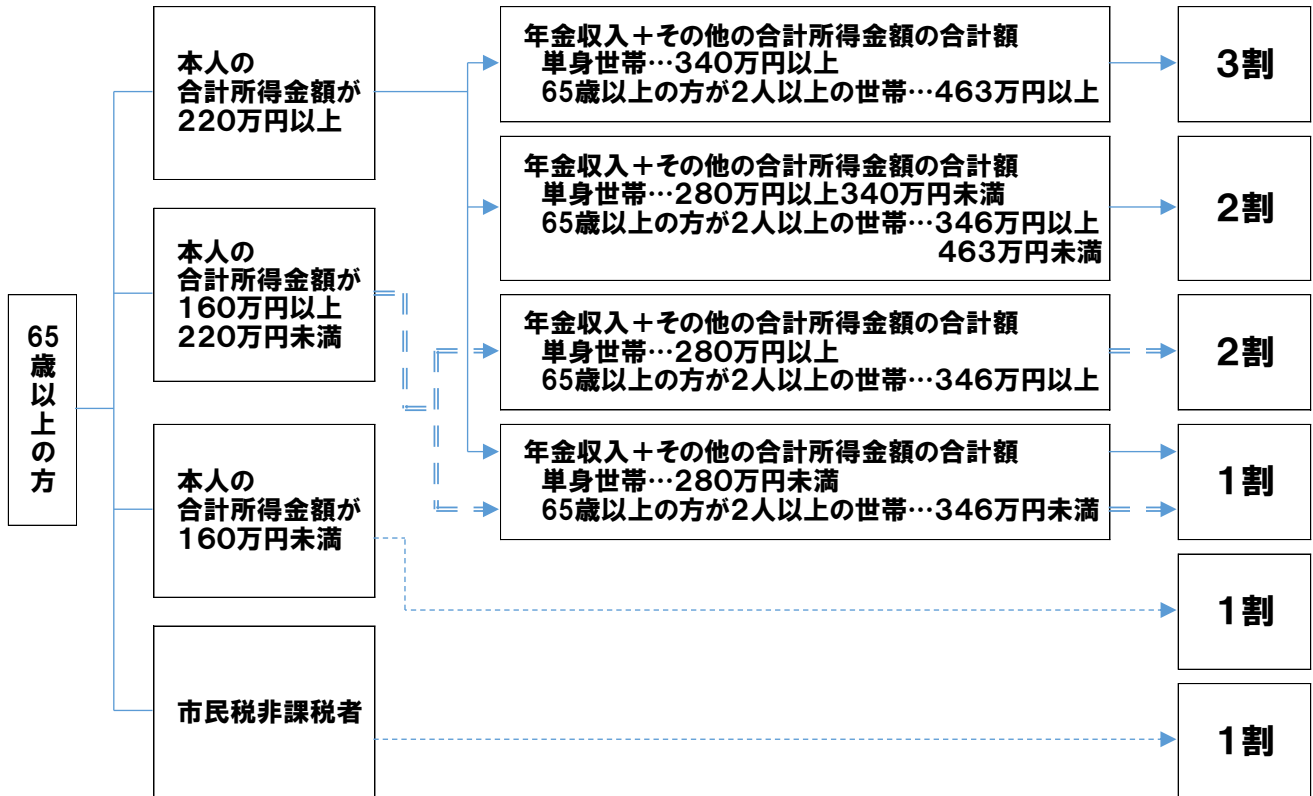 65歳以上の方
本人の
合計所得金額が
220万円以上
年金収入+その他の合計所得金額の合計額
単身世帯…340万円以上
65歳以上の方が2人以上の世帯…463万円以上
3割
年金収入+その他の合計所得金額の合計額
単身世帯…280万円以上340万円未満
65歳以上の方が2人以上の世帯…346万円以上
463万円未満
2割
本人の
合計所得金額が
160万円以上
220万円未満
年金収入+その他の合計所得金額の合計額
単身世帯…280万円以上
65歳以上の方が2人以上の世帯…346万円以上
2割
年金収入+その他の合計所得金額の合計額
単身世帯…280万円未満
65歳以上の方が2人以上の世帯…346万円未満
1割
本人の
合計所得金額が
160万円未満
1割
市民税非課税者
1割